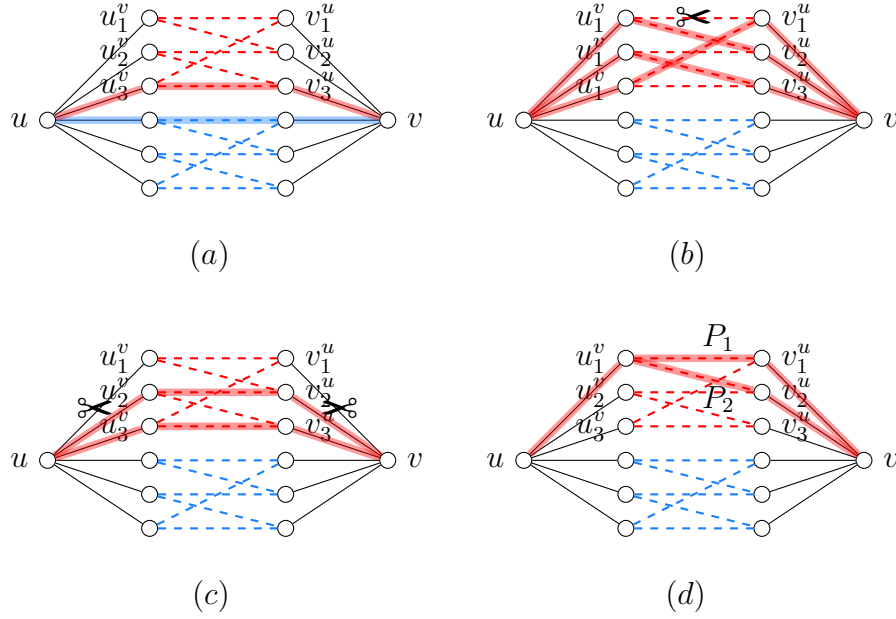 $u_1^v$ $v_1^u$ $u_1^v$ $v_1^u$
$u_2^v$ $v_2^u$ $u_1^v$ $v_2^u$
$u_3^v$ $v_3^u$ $u_1^v$ $v_3^u$
$u$ $v$ $u$ $v$
$(a)$ $(b)$
$P_1$
$u_1^v$ $v_1^u$ $u_1^v$ $v_1^u$
$u_2^v$ $v_2^u$ $u_2^v$ $P_2$ $v_2^u$
$u_3^v$ $v_3^u$ $u_3^v$ $v_3^u$
$u$ $v$ $u$ $v$
$(c)$ $(d)$